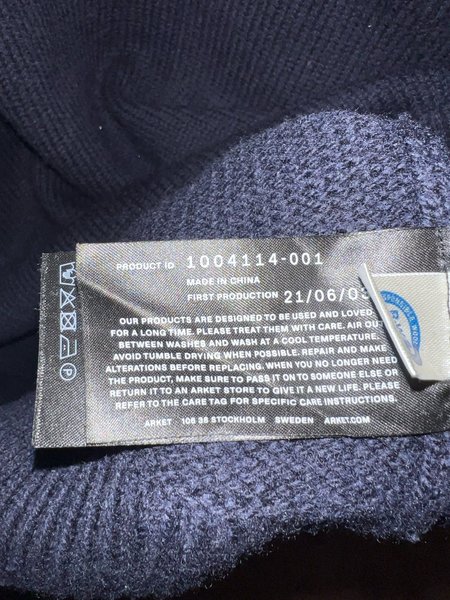 PRODUCT ID 1004114-001
MADE IN CHINA
FIRST PRODUCTION 21/06/03
OUR PRODUCTS ARE DESIGNED TO BE USED AND LOVED
FOR A LONG TIME. PLEASE TREAT THEM WITH CARE. AIR OUT
BETWEEN WASHES AND WASH AT A COOL TEMPERATURE.
AVOID TUMBLE DRYING WHEN POSSIBLE. REPAIR AND MAKE
ALTERATIONS BEFORE REPLACING. WHEN YOU NO LONGER NEED
THE PRODUCT, MAKE SURE TO PASS IT ON TO SOMEONE ELSE OR
RETURN IT TO AN ARKET STORE TO GIVE IT A NEW LIFE. PLEASE
REFER TO THE CARE TAG FOR SPECIFIC CARE INSTRUCTIONS.
ARKET 106 38 STOCKHOLM SWEDEN ARKET.COM
P